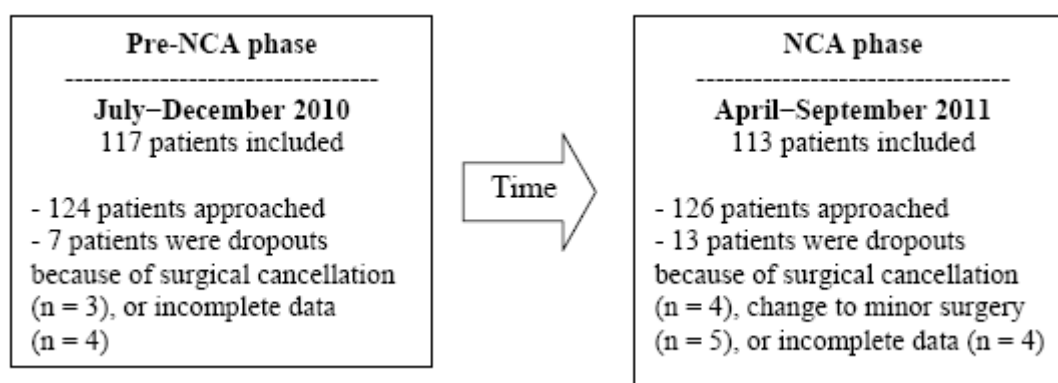 Pre-NCA phase
----------------------------------
July–December 2010
117 patients included
- 124 patients approached
- 7 patients were dropouts
because of surgical cancellation
(n = 3), or incomplete data
(n = 4)
Time
NCA phase
----------------------------------
April–September 2011
113 patients included
- 126 patients approached
- 13 patients were dropouts
because of surgical cancellation
(n = 4), change to minor surgery
(n = 5), or incomplete data (n = 4)